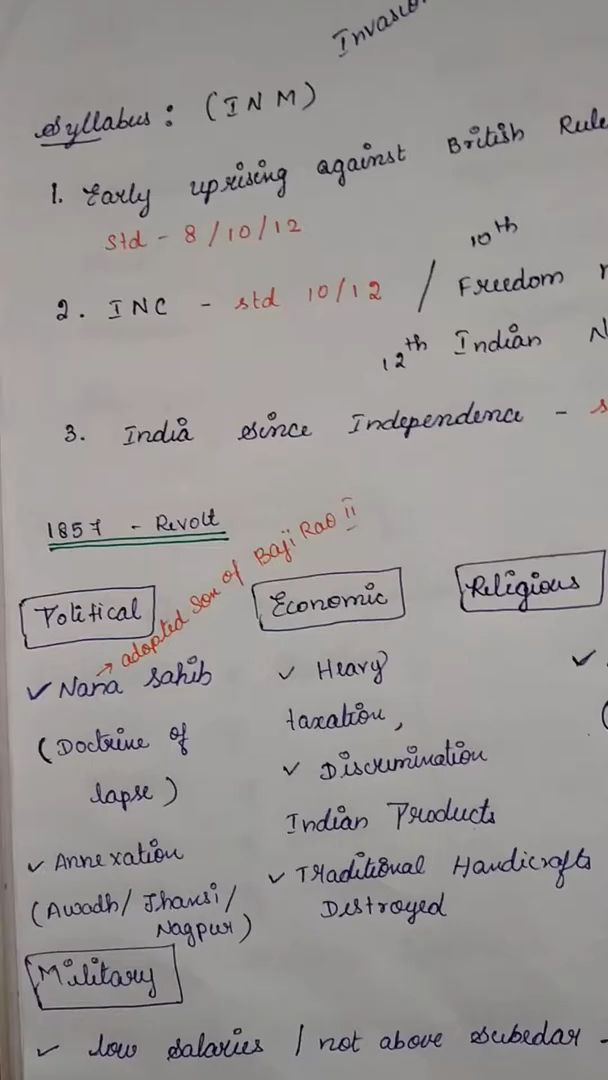 Invasio
Syllabus : (INM)
1. Early uprising against British Rule
Std - 8/10/12
2. INC - std 10/12 / 10th Freedom
12th Indian N
3. India since Independence -
1857 - Revolt
Political
Economic
Religious
→ adopted son of Baji Rao II
✓ Nana Sahib
(Doctrine of
lapse)
✓ Annexation
(Awadh/ Jhansi/
Nagpur)
✓ Heavy
taxation,
✓ Discrimination
Indian Products
✓ Traditional Handicrafts
Destroyed
Military
✓ low salaries / not above subedar -